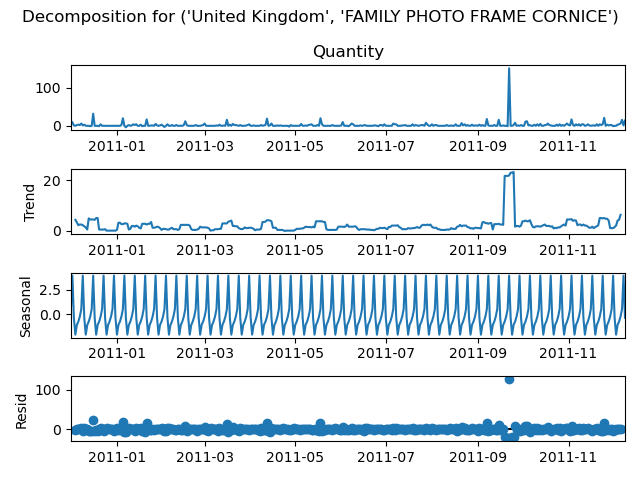 Decomposition for ('United Kingdom', 'FAMILY PHOTO FRAME CORNICE')
Quantity
100
0
2011-01 2011-03 2011-05 2011-07 2011-09 2011-11
Trend
20
0
2011-01 2011-03 2011-05 2011-07 2011-09 2011-11
Seasonal
2.5
0.0
2011-01 2011-03 2011-05 2011-07 2011-09 2011-11
Resid
100
0
2011-01 2011-03 2011-05 2011-07 2011-09 2011-11